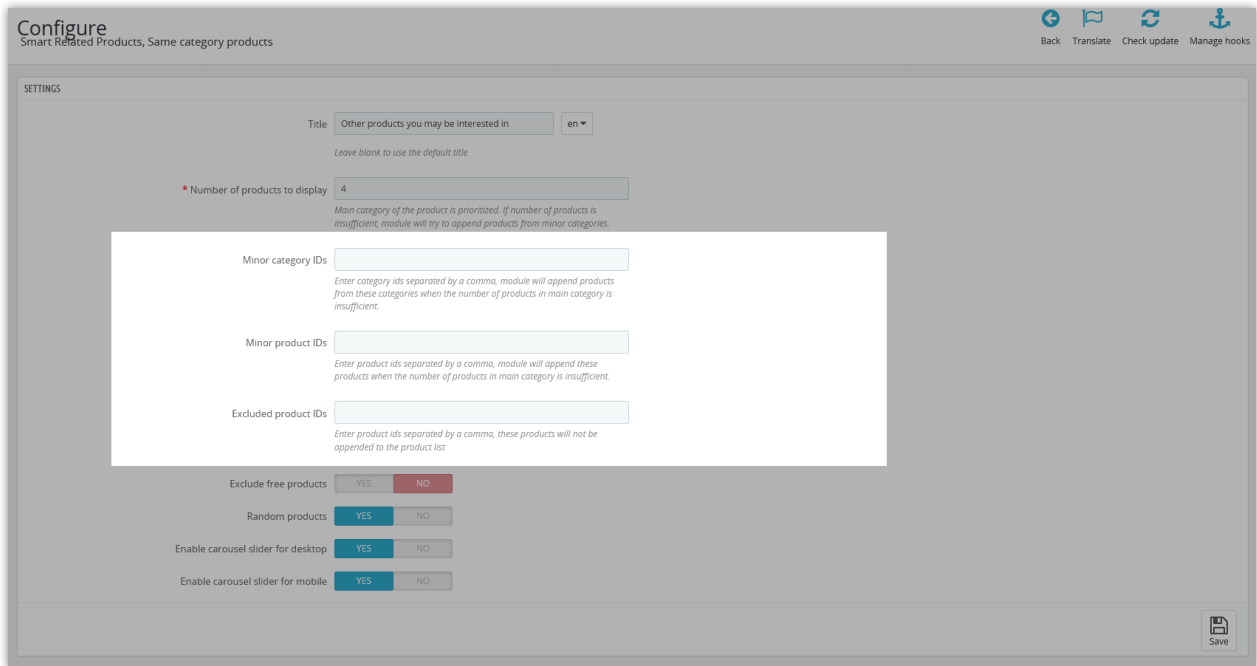 Configure
Smart Related Products, Same category products
Back Translate Check update Manage hooks
SETTINGS
Title Other products you may be interested in en
Leave blank to use the default title
* Number of products to display 4
Main category of the product is prioritized. If number of products is
insufficient, module will try to append products from minor categories.
Minor category IDs
Enter category ids separated by a comma, module will append products
from these categories when the number of products in main category is
insufficient.
Minor product IDs
Enter product ids separated by a comma, module will append these
products when the number of products in main category is insufficient.
Excluded product IDs
Enter product ids separated by a comma, these products will not be
appended to the product list
Exclude free products YES NO
Random products YES NO
Enable carousel slider for desktop YES NO
Enable carousel slider for mobile YES NO
Save